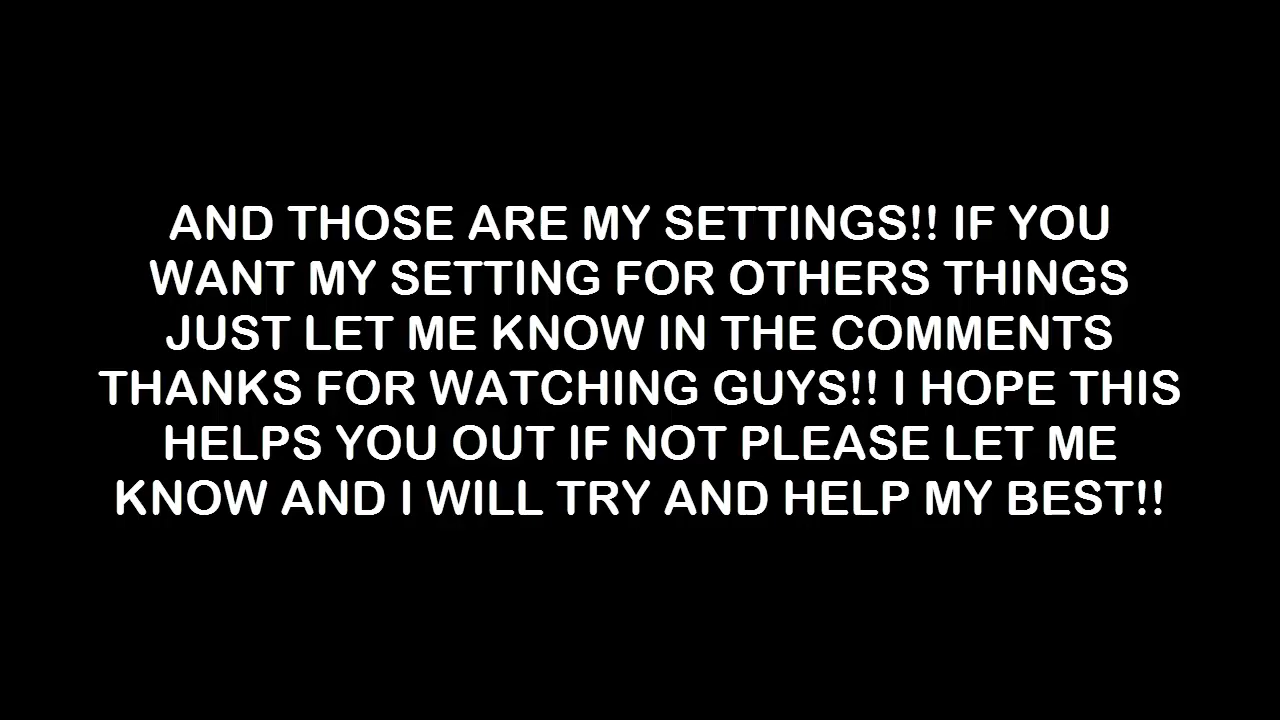 AND THOSE ARE MY SETTINGS!! IF YOU
WANT MY SETTING FOR OTHERS THINGS
JUST LET ME KNOW IN THE COMMENTS
THANKS FOR WATCHING GUYS!! I HOPE THIS
HELPS YOU OUT IF NOT PLEASE LET ME
KNOW AND I WILL TRY AND HELP MY BEST!!